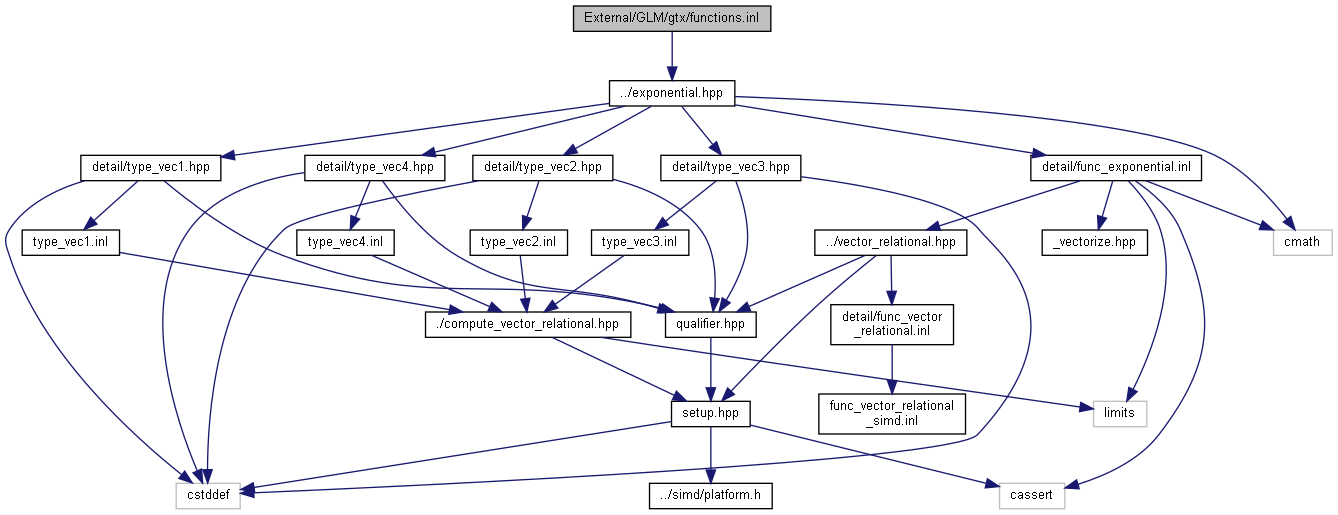 External/GLM/gtx/functions.inl
../exponential.hpp
detail/type_vec1.hpp
detail/type_vec4.hpp
detail/type_vec2.hpp
detail/type_vec3.hpp
detail/func_exponential.inl
type_vec1.inl
type_vec4.inl
type_vec2.inl
type_vec3.inl
../vector_relational.hpp
_vectorize.hpp
cmath
./compute_vector_relational.hpp
qualifier.hpp
detail/func_vector
_relational.inl
setup.hpp
func_vector_relational
_simd.inl
limits
cstddef
../simd/platform.h
cassert